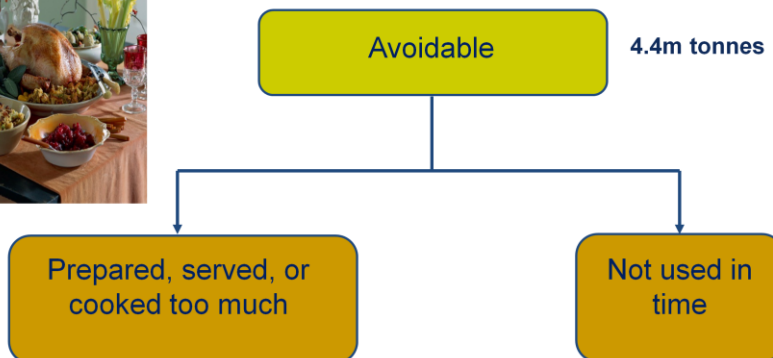 Avoidable
4.4m tonnes
Prepared, served, or
cooked too much
Not used in
time